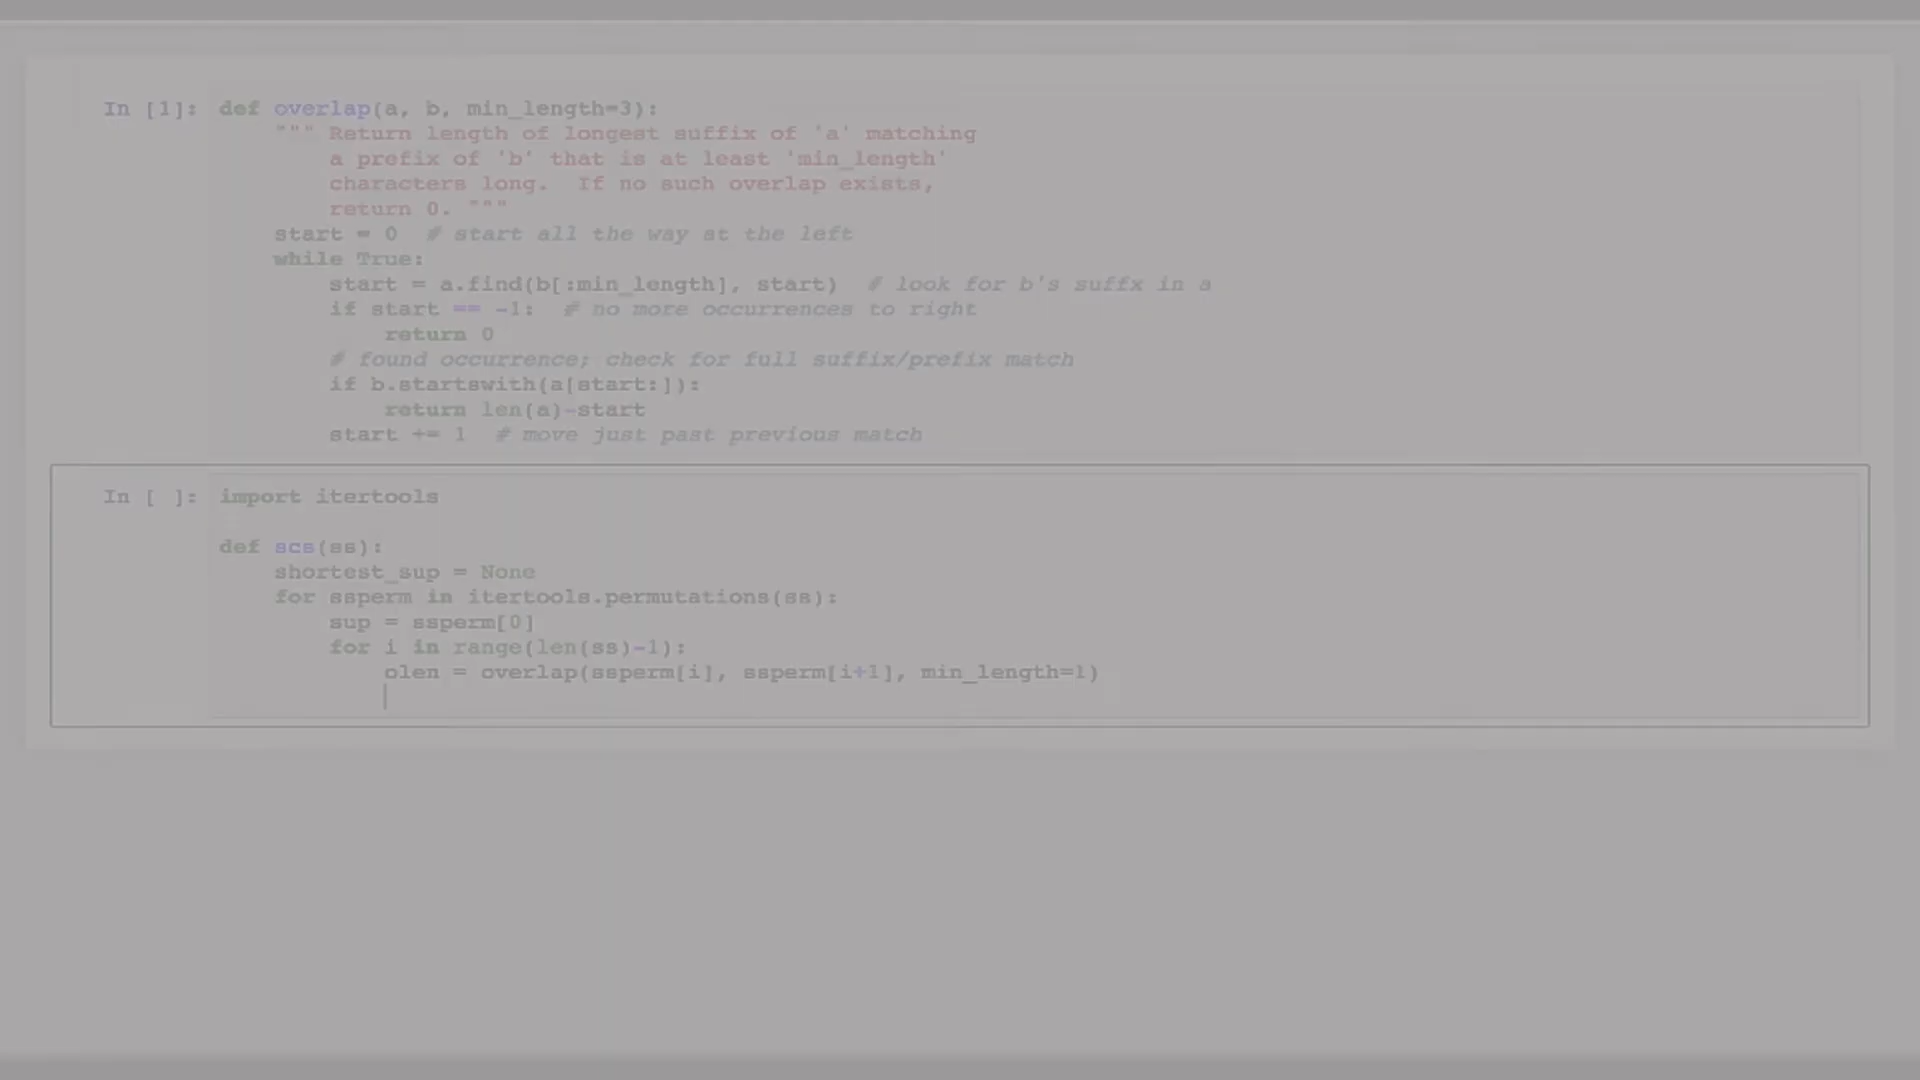 In [1]: def overlap(a, b, min_length=3):
""" Return length of longest suffix of 'a' matching
a prefix of 'b' that is at least 'min_length'
characters long.  If no such overlap exists,
return 0. """
start = 0  # start all the way at the left
while True:
start = a.find(b[:min_length], start)  # look for b's suffx in a
if start == -1:  # no more occurrences to right
return 0
# found occurrence; check for full suffix/prefix match
if b.startswith(a[start:]):
return len(a)-start
start += 1  # move just past previous match
In [ ]: import itertools
def scs(ss):
shortest_sup = None
for ssperm in itertools.permutations(ss):
sup = ssperm[0]
for i in range(len(ss)-1):
olen = overlap(ssperm[i], ssperm[i+1], min_length=1)